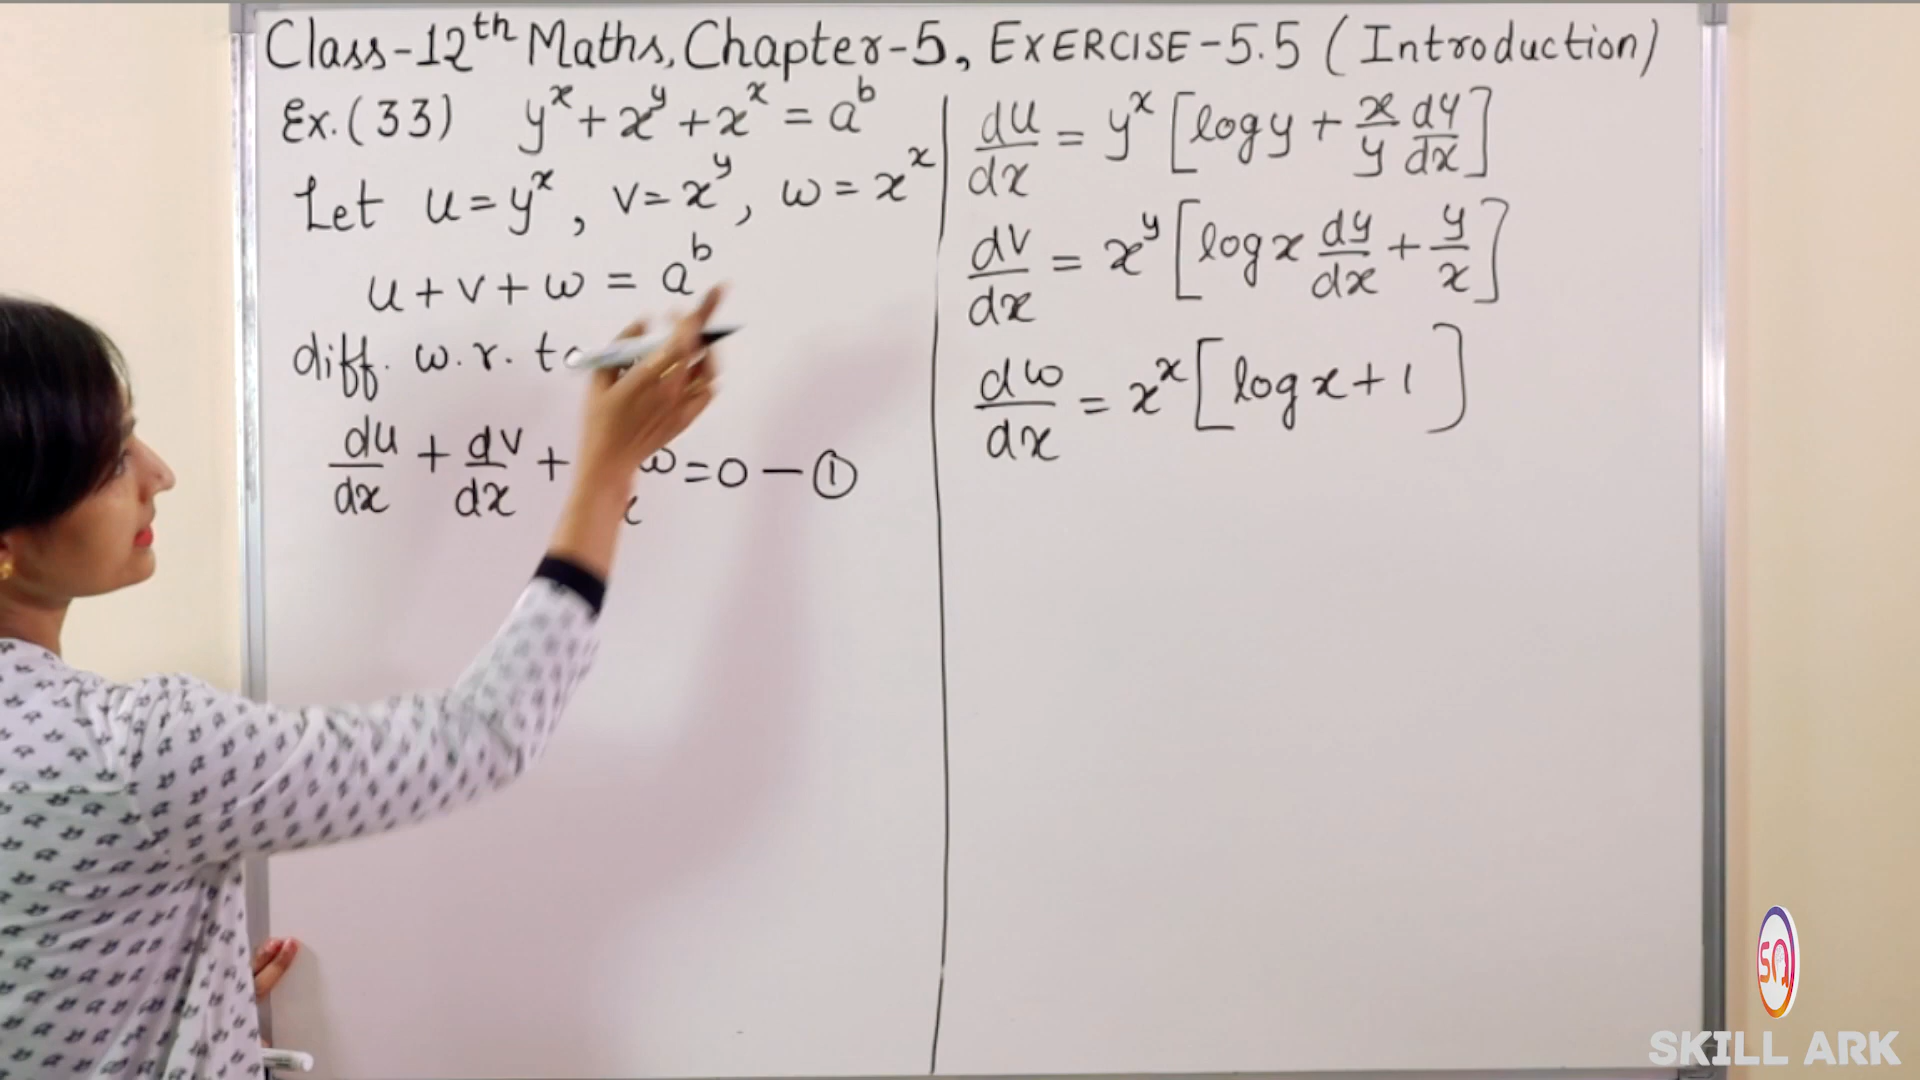 Class-12th Maths, Chapter-5, EXERCISE-5.5 (Introduction)
Ex.(33) y^x + x^y + x^x = a^b
Let u = y^x, v = x^y, w = x^x
u + v + w = a^b
diff. w.r. to
du/dx + dv/dx + w/x = 0 — ①
du/dx = y^x [log y + x/y dy/dx]
dv/dx = x^y [log x dy/dx + y/x]
dw/dx = x^x [log x + 1]
SKILL ARK